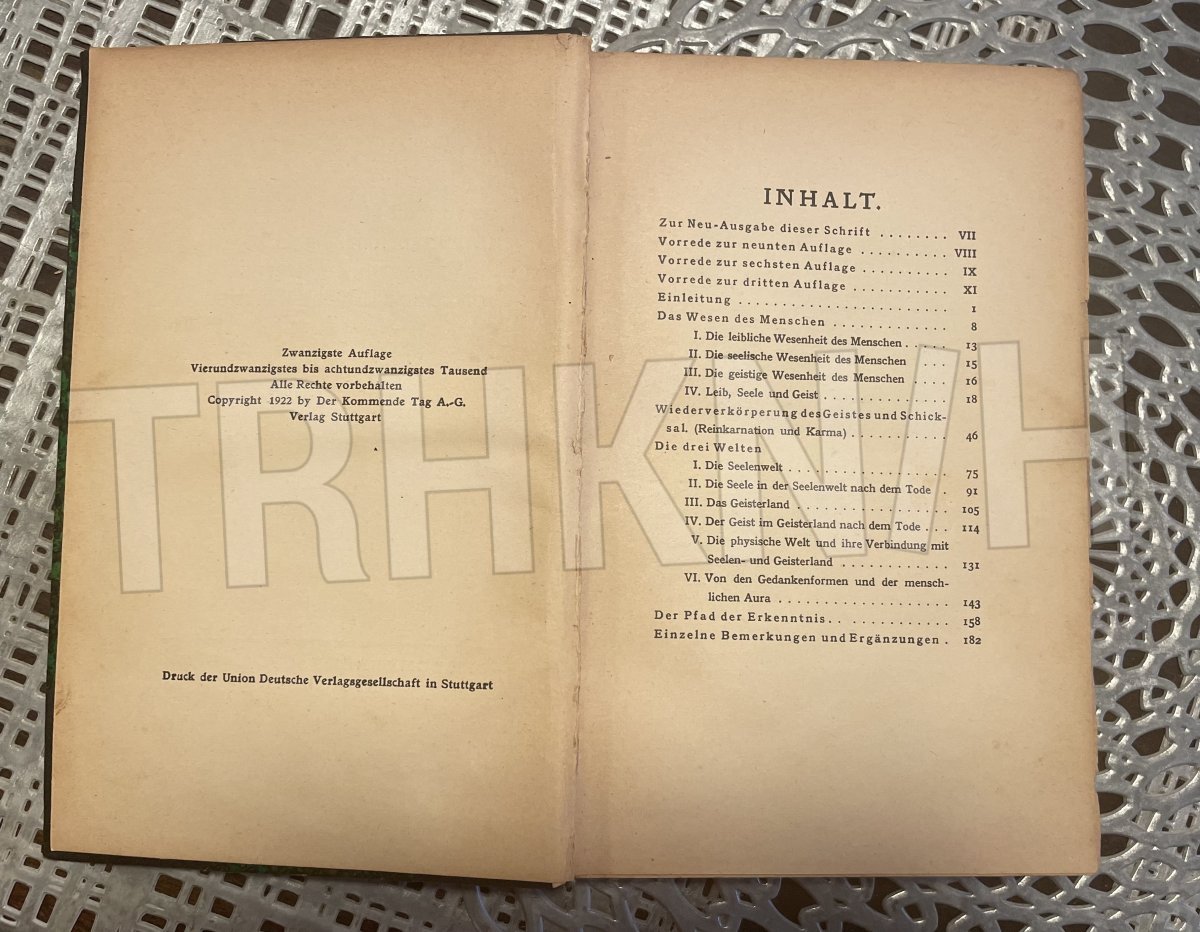 Zwanzigste Auflage
Vierundzwanzigstes bis achtundzwanzigstes Tausend
Alle Rechte vorbehalten
Copyright 1922 by Der Kommende Tag A.-G.
Verlag Stuttgart
Druck der Union Deutsche Verlagsgesellschaft in Stuttgart
INHALT.
Zur Neu-Ausgabe dieser Schrift ........ VII
Vorrede zur neunten Auflage .......... VIII
Vorrede zur sechsten Auflage .......... IX
Vorrede zur dritten Auflage ........... XI
Einleitung ....................... 1
Das Wesen des Menschen ............. 8
I. Die leibliche Wesenheit des Menschen ..... 13
II. Die seelische Wesenheit des Menschen ... 15
III. Die geistige Wesenheit des Menschen .... 16
IV. Leib, Seele und Geist .............. 18
Wiederverkörperung des Geistes und Schick-
sal. (Reinkarnation und Karma) ........... 46
Die drei Welten
I. Die Seelenwelt .................. 75
II. Die Seele in der Seelenwelt nach dem Tode . 91
III. Das Geisterland ................. 105
IV. Der Geist im Geisterland nach dem Tode ... 114
V. Die physische Welt und ihre Verbindung mit
Seelen- und Geisterland ............ 131
VI. Von den Gedankenformen und der mensch-
lichen Aura ................... 143
Der Pfad der Erkenntnis. . ............ 158
Einzelne Bemerkungen und Ergänzungen . 182
TRHKNVH